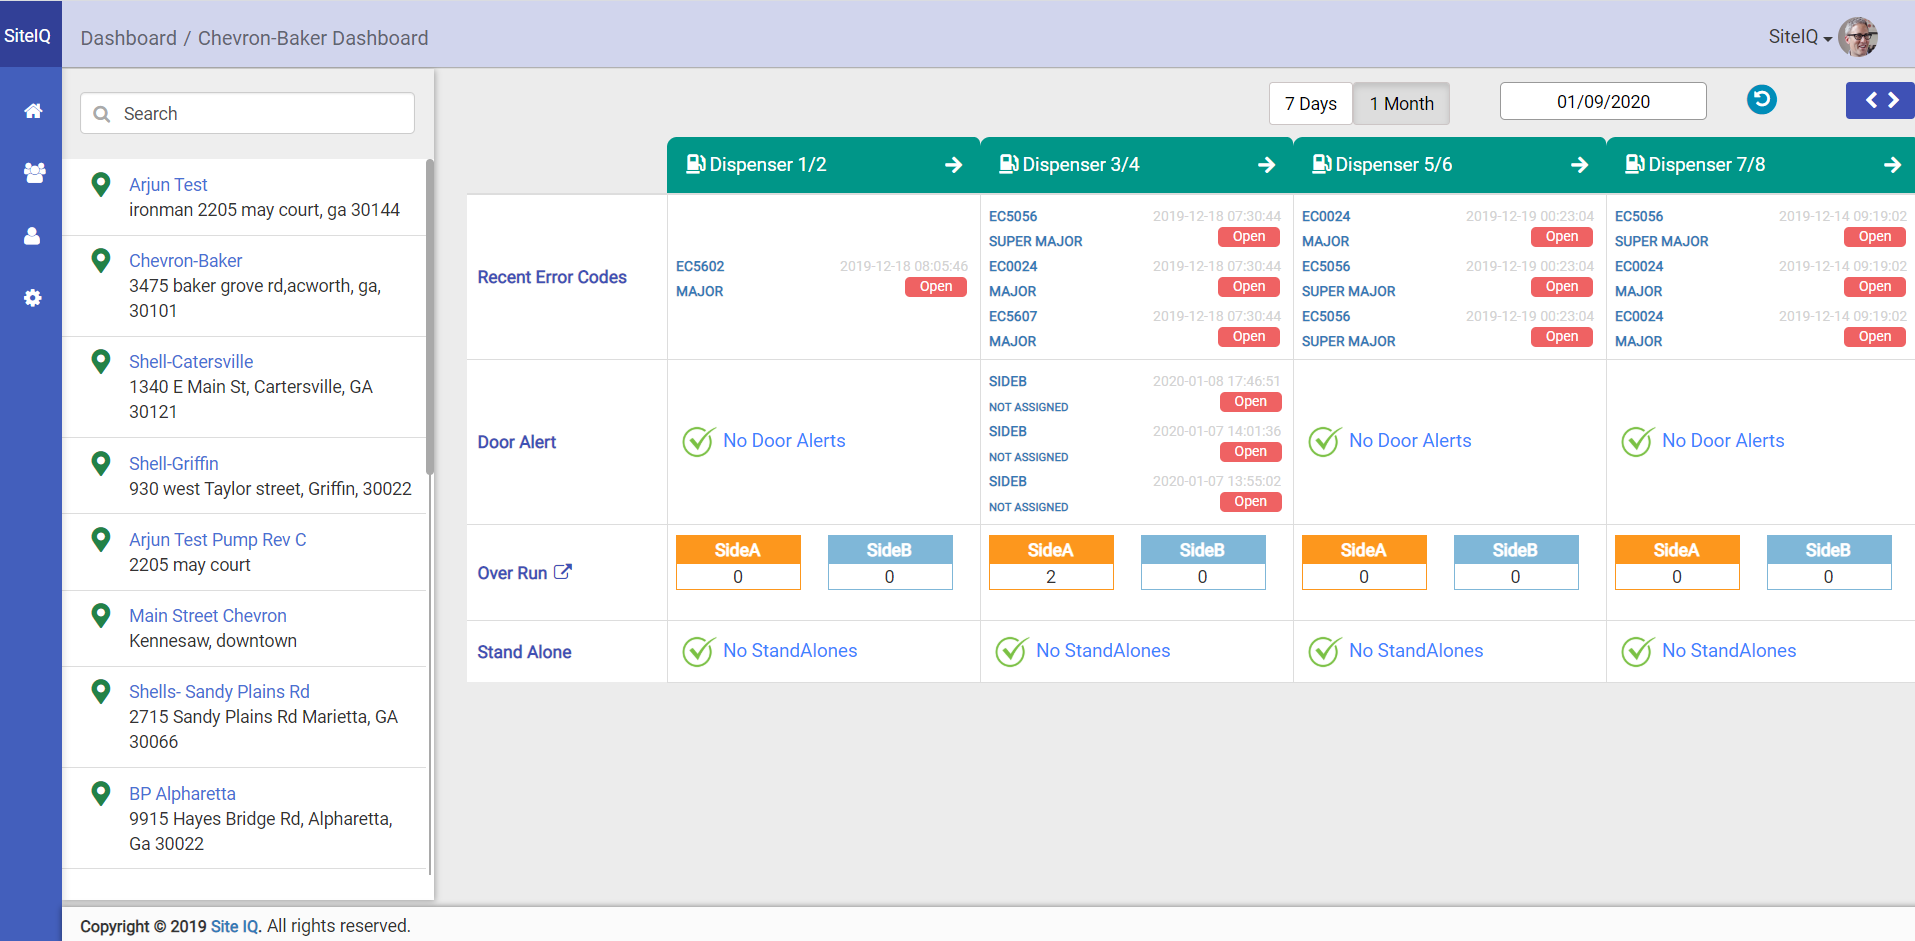 SiteIQ
Dashboard / Chevron-Baker Dashboard
SiteIQ
Search
Arjun Test
ironman 2205 may court, ga 30144
Chevron-Baker
3475 baker grove rd,acworth, ga,
30101
Shell-Catersville
1340 E Main St, Cartersville, GA
30121
Shell-Griffin
930 west Taylor street, Griffin, 30022
Arjun Test Pump Rev C
2205 may court
Main Street Chevron
Kennesaw, downtown
Shells- Sandy Plains Rd
2715 Sandy Plains Rd Marietta, GA
30066
BP Alpharetta
9915 Hayes Bridge Rd, Alpharetta,
Ga 30022
7 Days 1 Month 01/09/2020
Dispenser 1/2 Dispenser 3/4 Dispenser 5/6 Dispenser 7/8
Recent Error Codes
EC5602 2019-12-18 08:05:46
MAJOR Open
EC5056 2019-12-18 07:30:44
SUPER MAJOR Open
EC0024 2019-12-18 07:30:44
MAJOR Open
EC5607 2019-12-18 07:30:44
MAJOR Open
EC0024 2019-12-19 00:23:04
MAJOR Open
EC5056 2019-12-19 00:23:04
SUPER MAJOR Open
EC5056 2019-12-19 00:23:04
SUPER MAJOR Open
EC5056 2019-12-14 09:19:02
SUPER MAJOR Open
EC0024 2019-12-14 09:19:02
MAJOR Open
EC0024 2019-12-14 09:19:02
MAJOR Open
Door Alert
No Door Alerts
SIDEB 2020-01-08 17:46:51
NOT ASSIGNED Open
SIDEB 2020-01-07 14:01:36
NOT ASSIGNED Open
SIDEB 2020-01-07 13:55:02
NOT ASSIGNED Open
No Door Alerts
No Door Alerts
Over Run
SideA SideB SideA SideB SideA SideB SideA SideB
0 0 2 0 0 0 0 0
Stand Alone
No StandAlones No StandAlones No StandAlones No StandAlones
Copyright © 2019 Site IQ. All rights reserved.